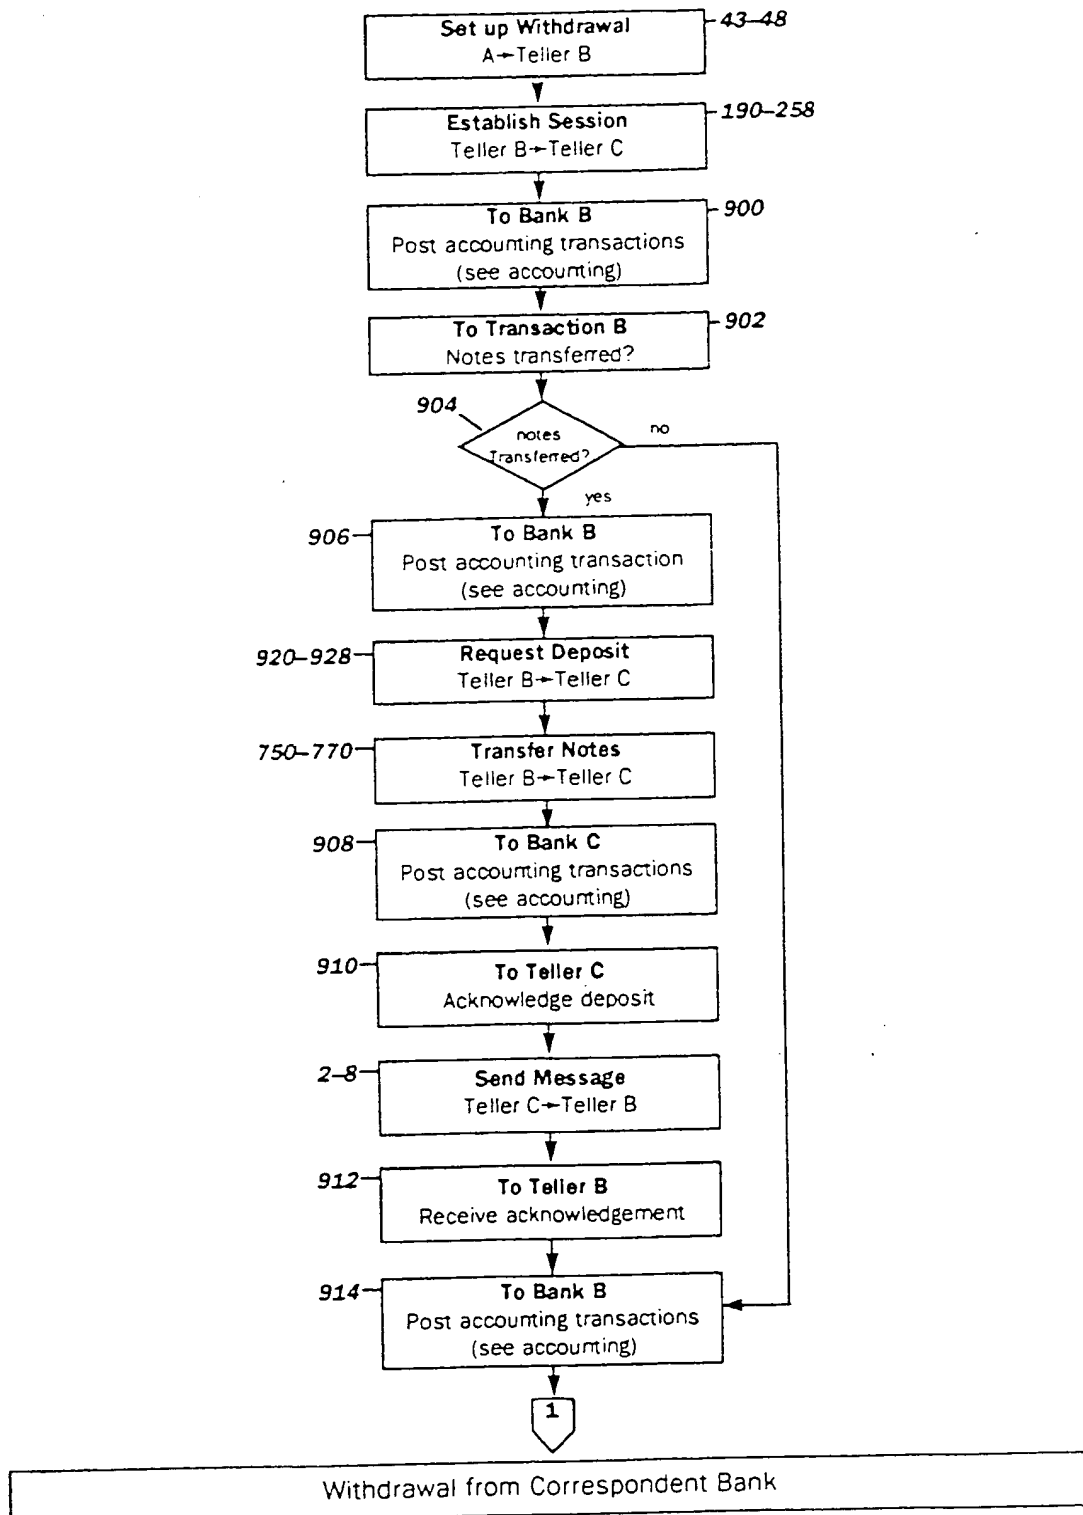 Set up Withdrawal
A→Teller B
43–48
Establish Session
Teller B→Teller C
190–258
To Bank B
Post accounting transactions
(see accounting)
900
To Transaction B
Notes transferred?
902
904
notes
Transferred?
no
yes
906
To Bank B
Post accounting transaction
(see accounting)
920–928
Request Deposit
Teller B→Teller C
750–770
Transfer Notes
Teller B→Teller C
908
To Bank C
Post accounting transactions
(see accounting)
910
To Teller C
Acknowledge deposit
2–8
Send Message
Teller C→Teller B
912
To Teller B
Receive acknowledgement
914
To Bank B
Post accounting transactions
(see accounting)
1
Withdrawal from Correspondent Bank